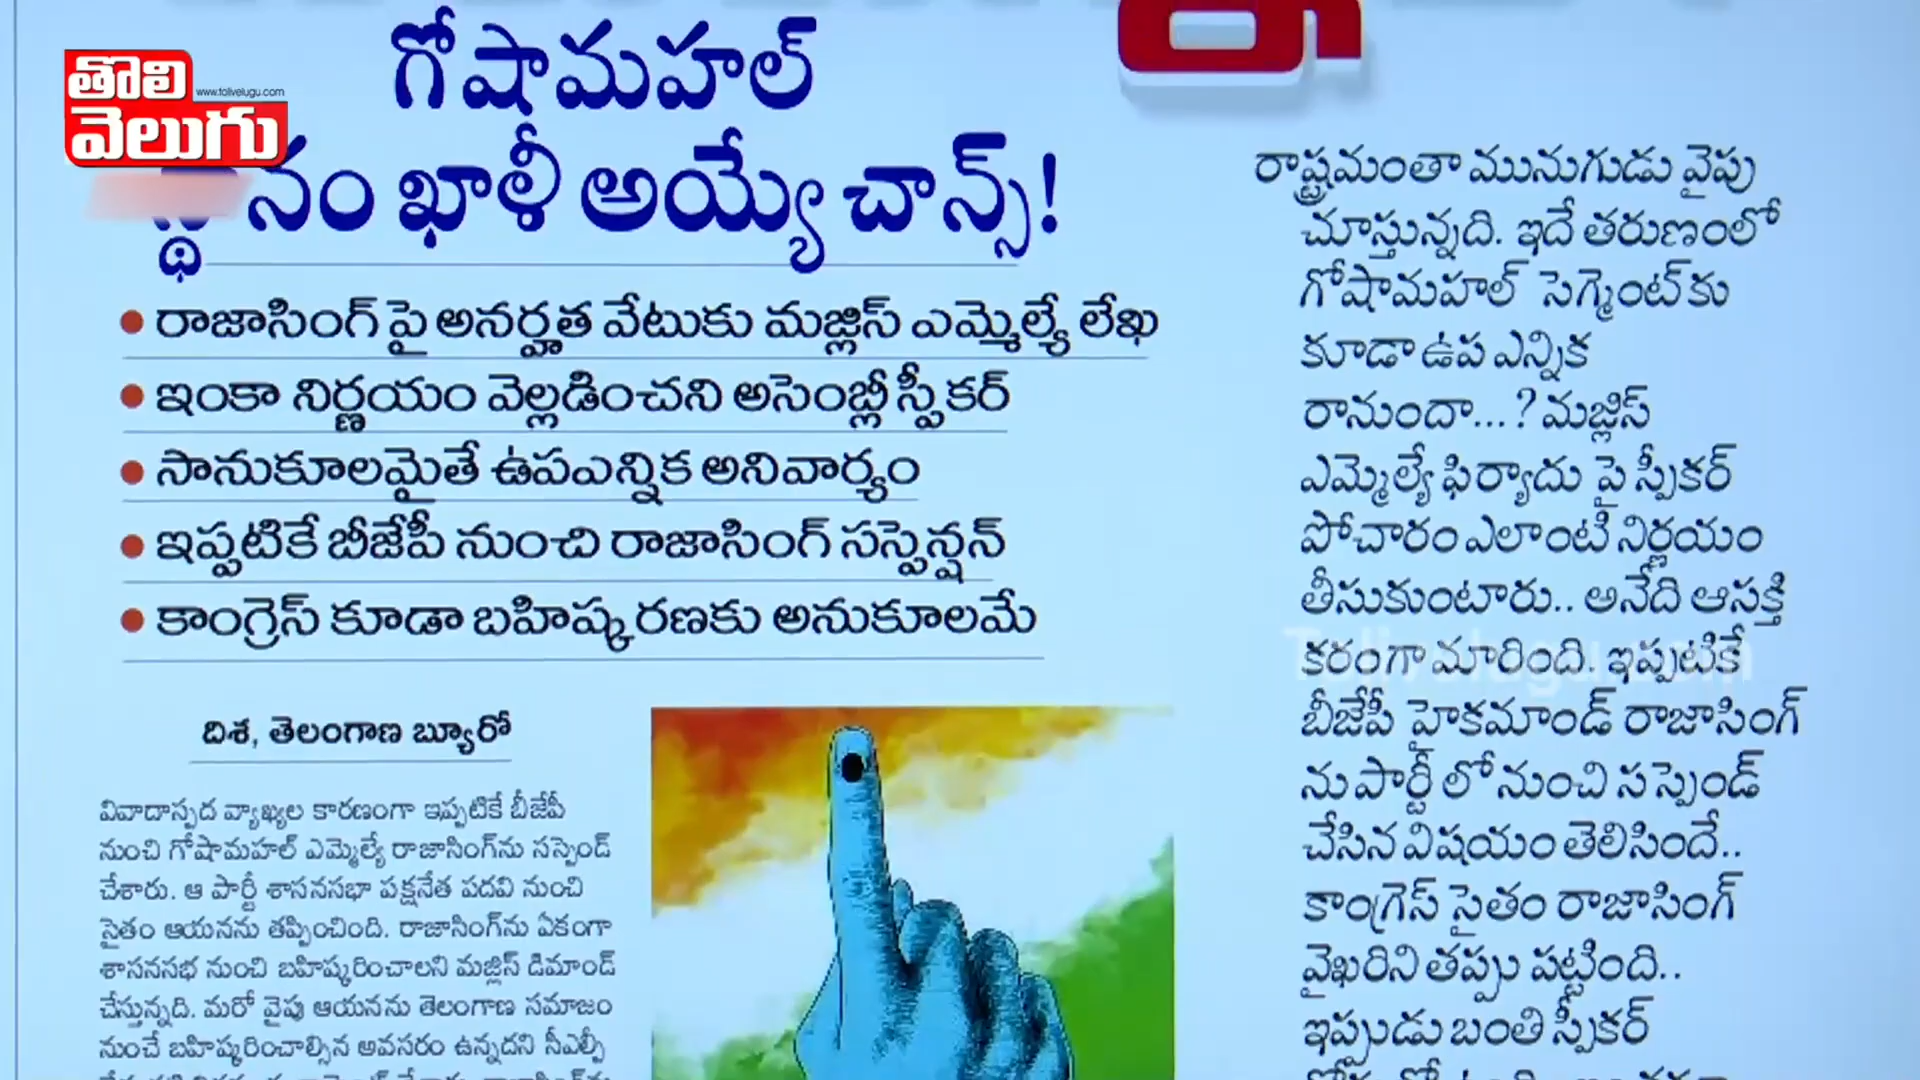 తొలి
వెలుగు
www.tolivelugu.com
గోషామహల్
స్థానం ఖాళీ అయ్యే చాన్స్!
• రాజాసింగ్ పై అనర్హత వేటుకు మజ్లిస్ ఎమ్మెల్యే లేఖ
• ఇంకా నిర్ణయం వెల్లడించని అసెంబ్లీ స్పీకర్
• సానుకూలమైతే ఉపఎన్నిక అనివార్యం
• ఇప్పటికే బీజేపీ నుంచి రాజాసింగ్ సస్పెన్షన్
• కాంగ్రెస్ కూడా బహిష్కరణకు అనుకూలమే
దిశ, తెలంగాణ బ్యూరో
వివాదాస్పద వ్యాఖ్యల కారణంగా ఇప్పటికే బీజేపీ
నుంచి గోషామహల్ ఎమ్మెల్యే రాజాసింగ్‌ను సస్పెండ్
చేశారు. ఆ పార్టీ శాసనసభా పక్షనేత పదవి నుంచి
సైతం ఆయనను తప్పించింది. రాజాసింగ్‌ను ఏకంగా
శాసనసభ నుంచి బహిష్కరించాలని మజ్లిస్ డిమాండ్
చేస్తున్నది. మరో వైపు ఆయనను తెలంగాణ సమాజం
నుంచే బహిష్కరించాల్సిన అవసరం ఉన్నదని సీఎల్పీ
రాష్ట్రమంతా మునుగుడు వైపు
చూస్తున్నది. ఇదే తరుణంలో
గోషామహల్ సెగ్మెంట్ కు
కూడా ఉప ఎన్నిక
రానుందా...? మజ్లిస్
ఎమ్మెల్యే ఫిర్యాదు పై స్పీకర్
పోచారం ఎలాంటి నిర్ణయం
తీసుకుంటారు.. అనేది ఆసక్తి
కరంగా మారింది. ఇప్పటికే
బీజేపీ హైకమాండ్ రాజాసింగ్
ను పార్టీ లో నుంచి సస్పెండ్
చేసిన విషయం తెలిసిందే..
కాంగ్రెస్ సైతం రాజాసింగ్
వైఖరిని తప్పు పట్టింది..
ఇప్పుడు బంతి స్పీకర్
Tolivelugu.com